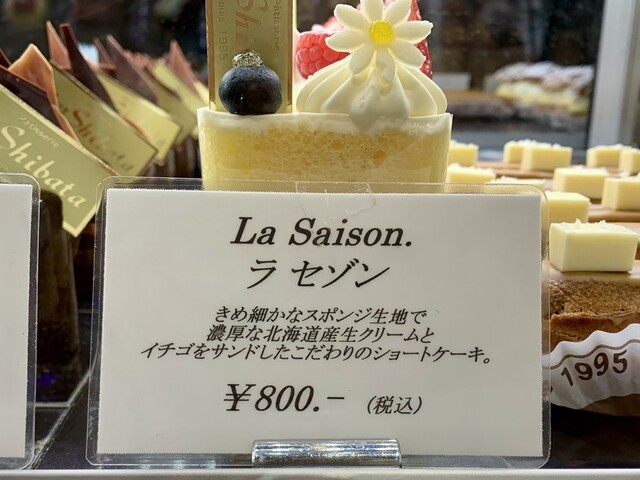 Patisserie
Shibata
La Saison.
ラ セゾン
きめ細かなスポンジ生地で
濃厚な北海道産生クリームと
イチゴをサンドしたこだわりのショートケーキ。
￥800.− (税込)
Patisserie
Shibata
Shibata
1995